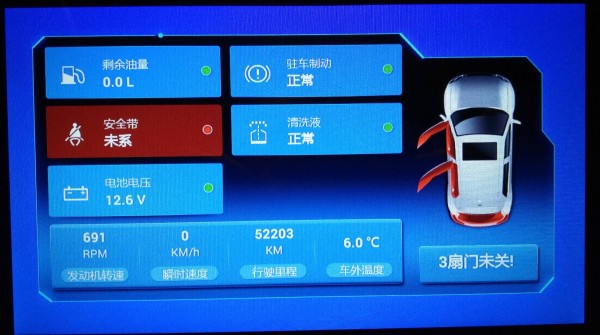 剩余油量
0.0 L
驻车制动
正常
安全带
未系
清洗液
正常
电池电压
12.6 V
691
RPM
发动机转速
0
KM/h
瞬时速度
52203
KM
行驶里程
6.0 ℃
车外温度
3扇门未关!